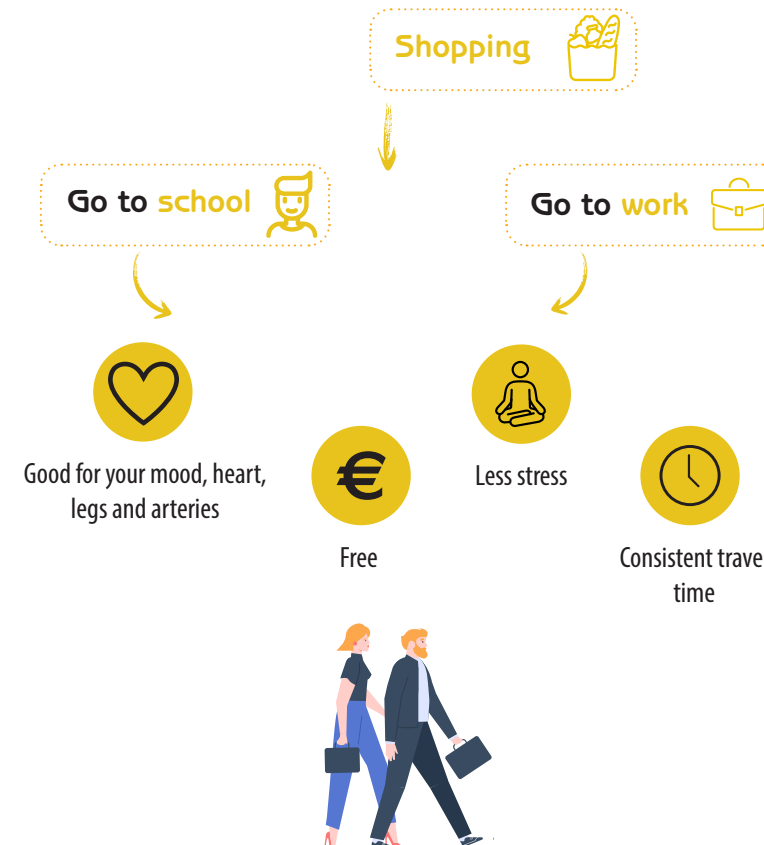 Shopping
Go to school
Go to work
Good for your mood, heart,
legs and arteries
€
Free
Less stress
Consistent trave
time